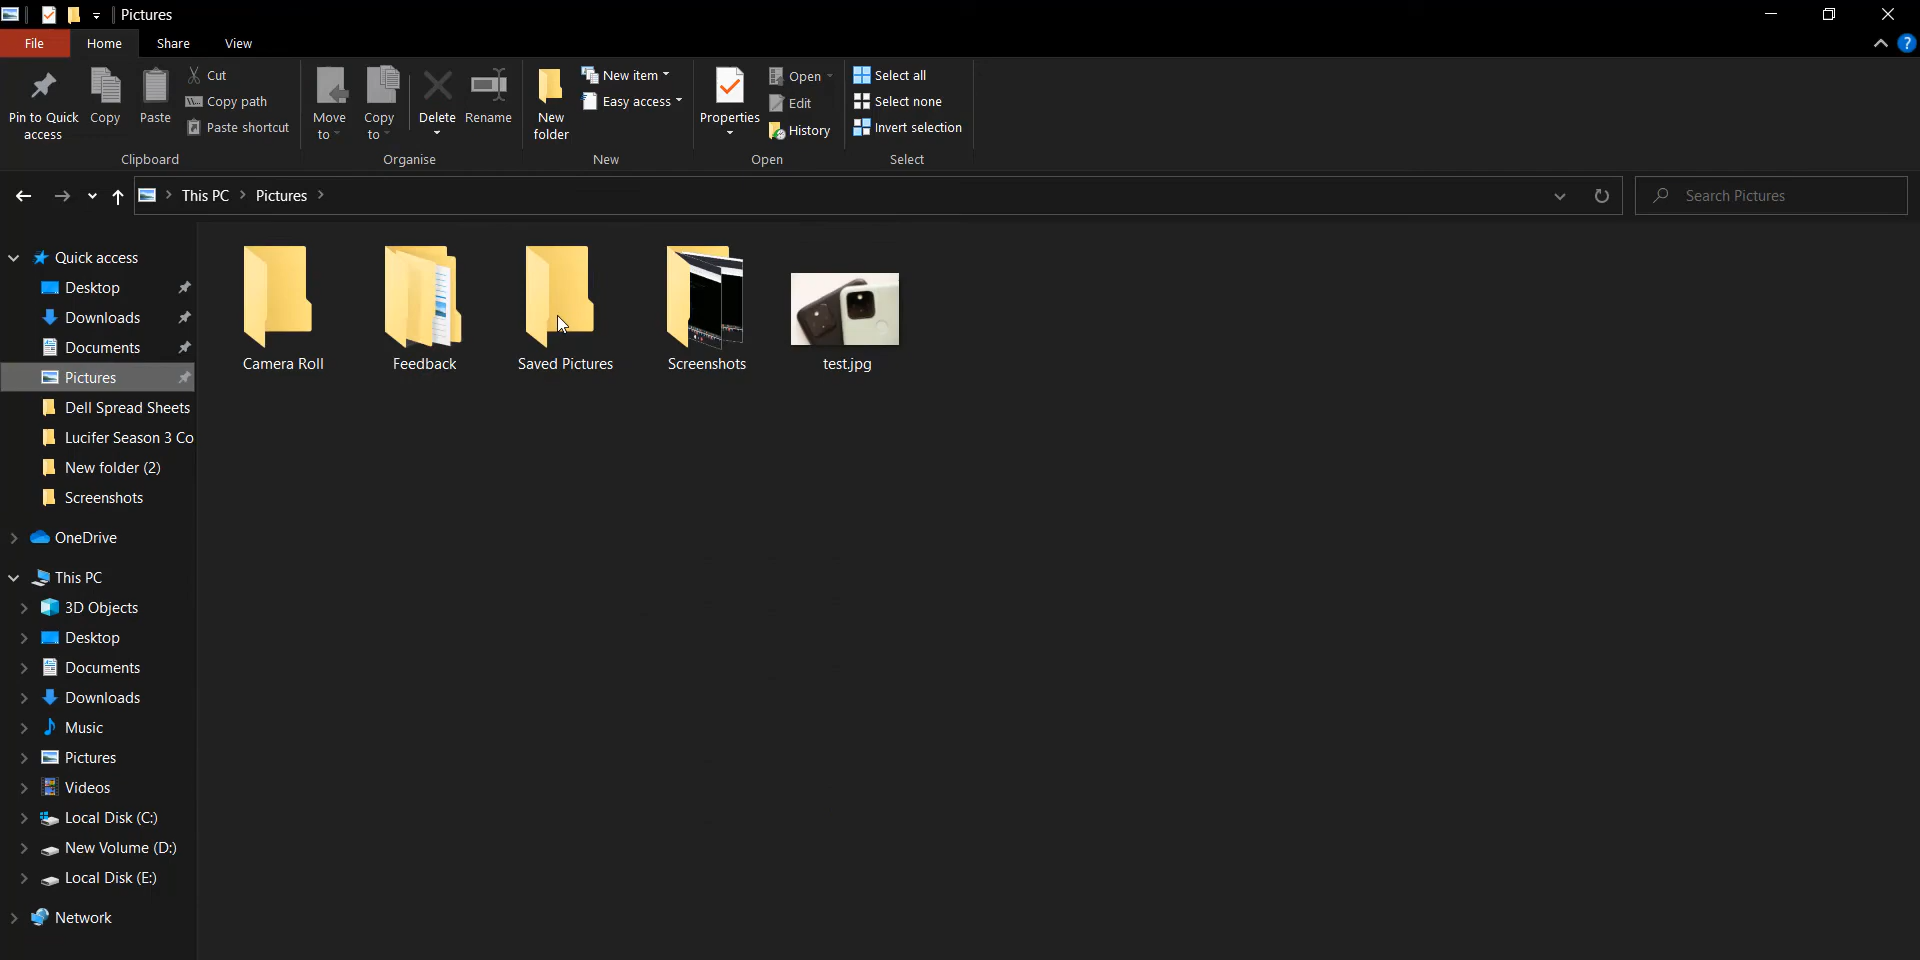 Pictures
File Home Share View
Pin to Quick access
Copy
Paste
Cut
Copy path
Paste shortcut
Clipboard
Move to
Copy to
Delete
Rename
Organise
New folder
New item
Easy access
New
Properties
Open
Edit
History
Open
Select all
Select none
Invert selection
Select
This PC Pictures
Search Pictures
Quick access
Desktop
Downloads
Documents
Pictures
Dell Spread Sheets
Lucifer Season 3 Co
New folder (2)
Screenshots
OneDrive
This PC
3D Objects
Desktop
Documents
Downloads
Music
Pictures
Videos
Local Disk (C:)
New Volume (D:)
Local Disk (E:)
Network
Camera Roll
Feedback
Saved Pictures
Screenshots
test.jpg